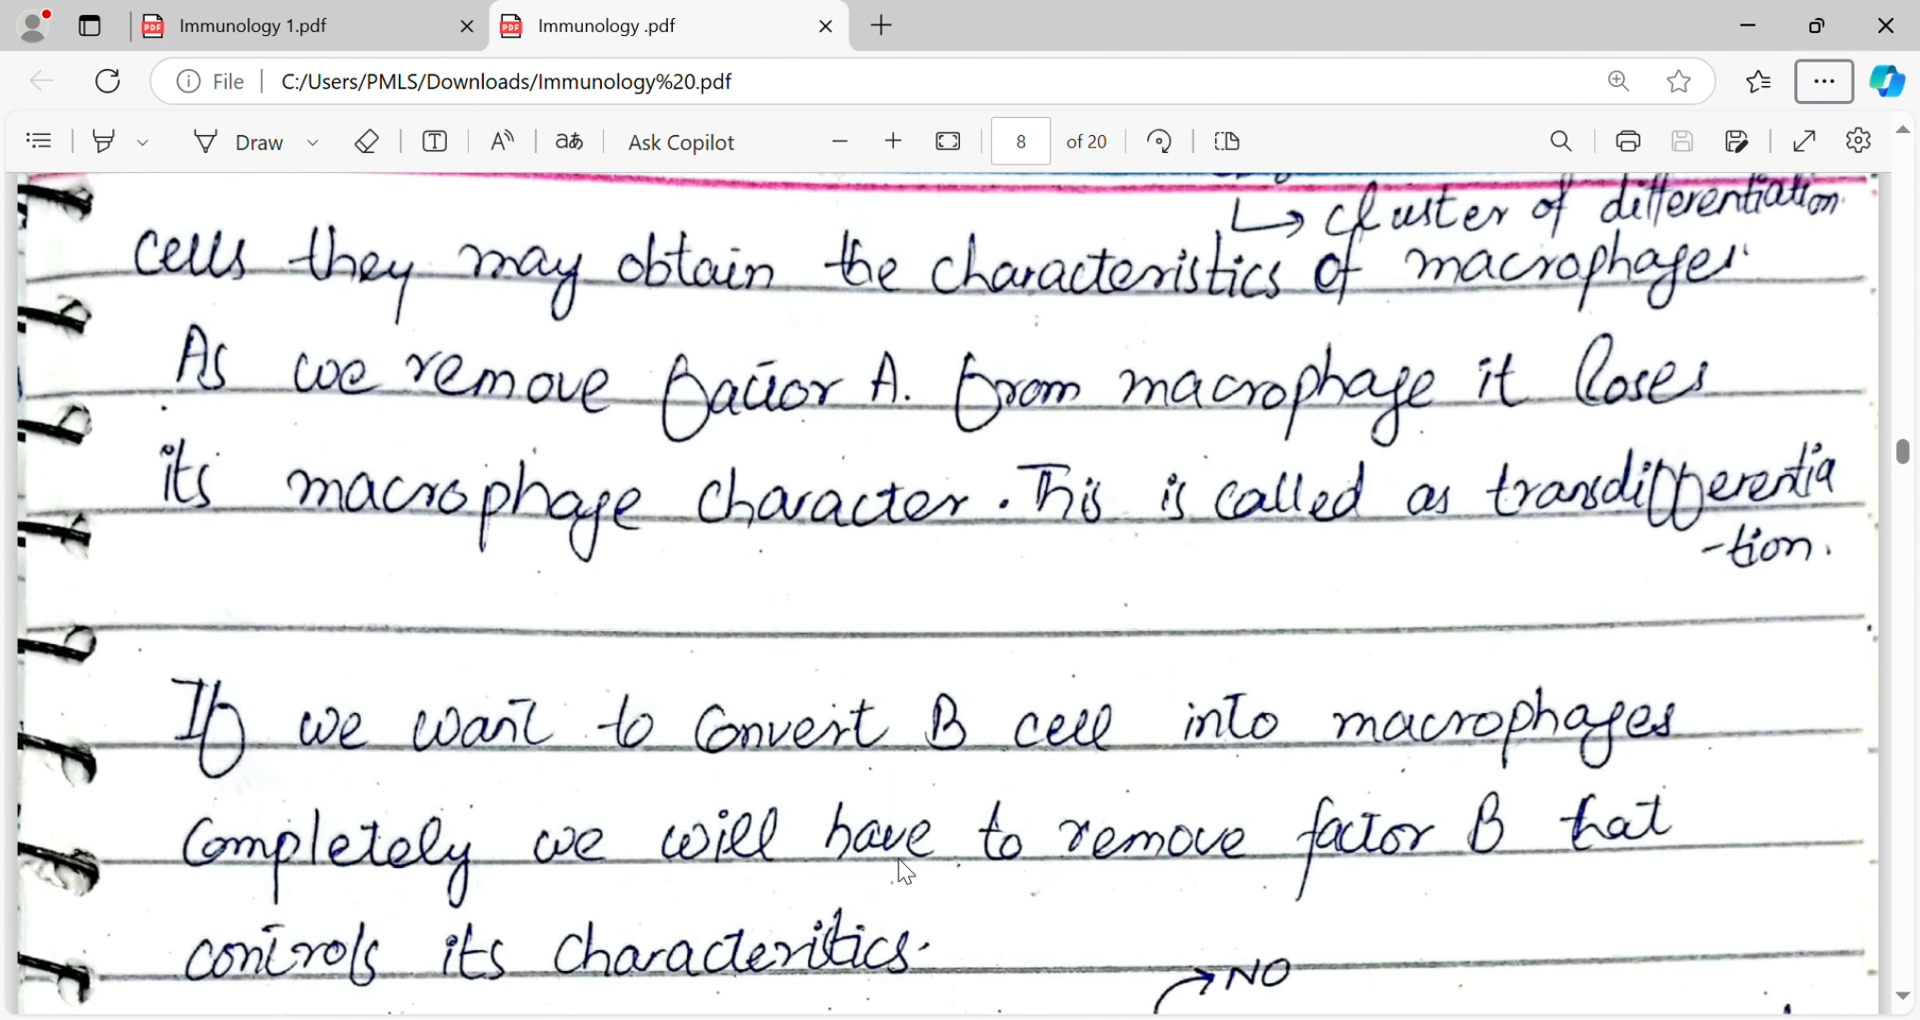 Immunology 1.pdf
Immunology .pdf
File
C:/Users/PMLS/Downloads/Immunology%20.pdf
Draw
Ask Copilot
8 of 20
↳ cluster of differentiation.
cells they may obtain the characteristics of macrophages.
As we remove factor A. from macrophage it loses
its macrophage character. This is called as transdifferentia
-tion.
If we want to convert B cell into macrophages
completely we will have to remove factor B that
controls its characteritics.
→ NO